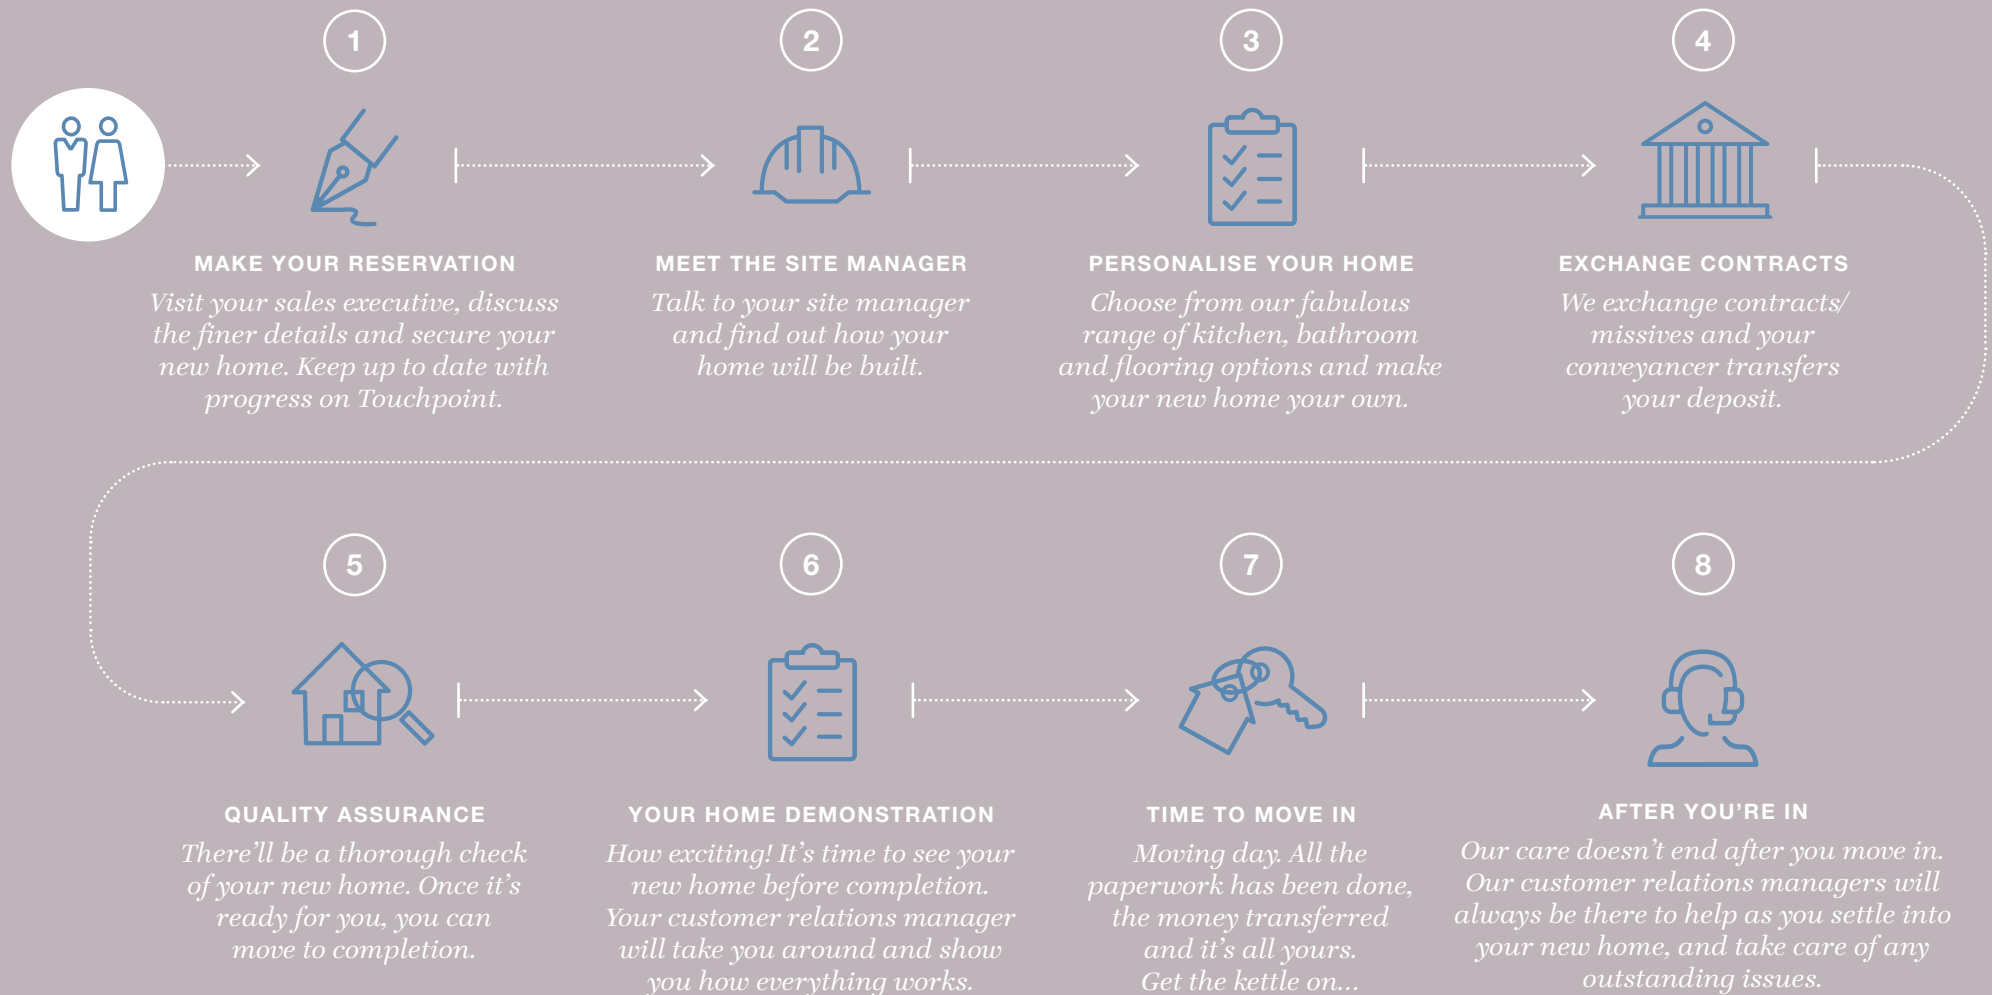 1
MAKE YOUR RESERVATION
Visit your sales executive, discuss
the finer details and secure your
new home. Keep up to date with
progress on Touchpoint.
2
MEET THE SITE MANAGER
Talk to your site manager
and find out how your
home will be built.
3
PERSONALISE YOUR HOME
Choose from our fabulous
range of kitchen, bathroom
and flooring options and make
your new home your own.
4
EXCHANGE CONTRACTS
We exchange contracts/
missives and your
conveyancer transfers
your deposit.
5
QUALITY ASSURANCE
There’ll be a thorough check
of your new home. Once it’s
ready for you, you can
move to completion.
6
YOUR HOME DEMONSTRATION
How exciting! It’s time to see your
new home before completion.
Your customer relations manager
will take you around and show
you how everything works.
7
TIME TO MOVE IN
Moving day. All the
paperwork has been done,
the money transferred
and it’s all yours.
Get the kettle on...
8
AFTER YOU’RE IN
Our care doesn’t end after you move in.
Our customer relations managers will
always be there to help as you settle into
your new home, and take care of any
outstanding issues.